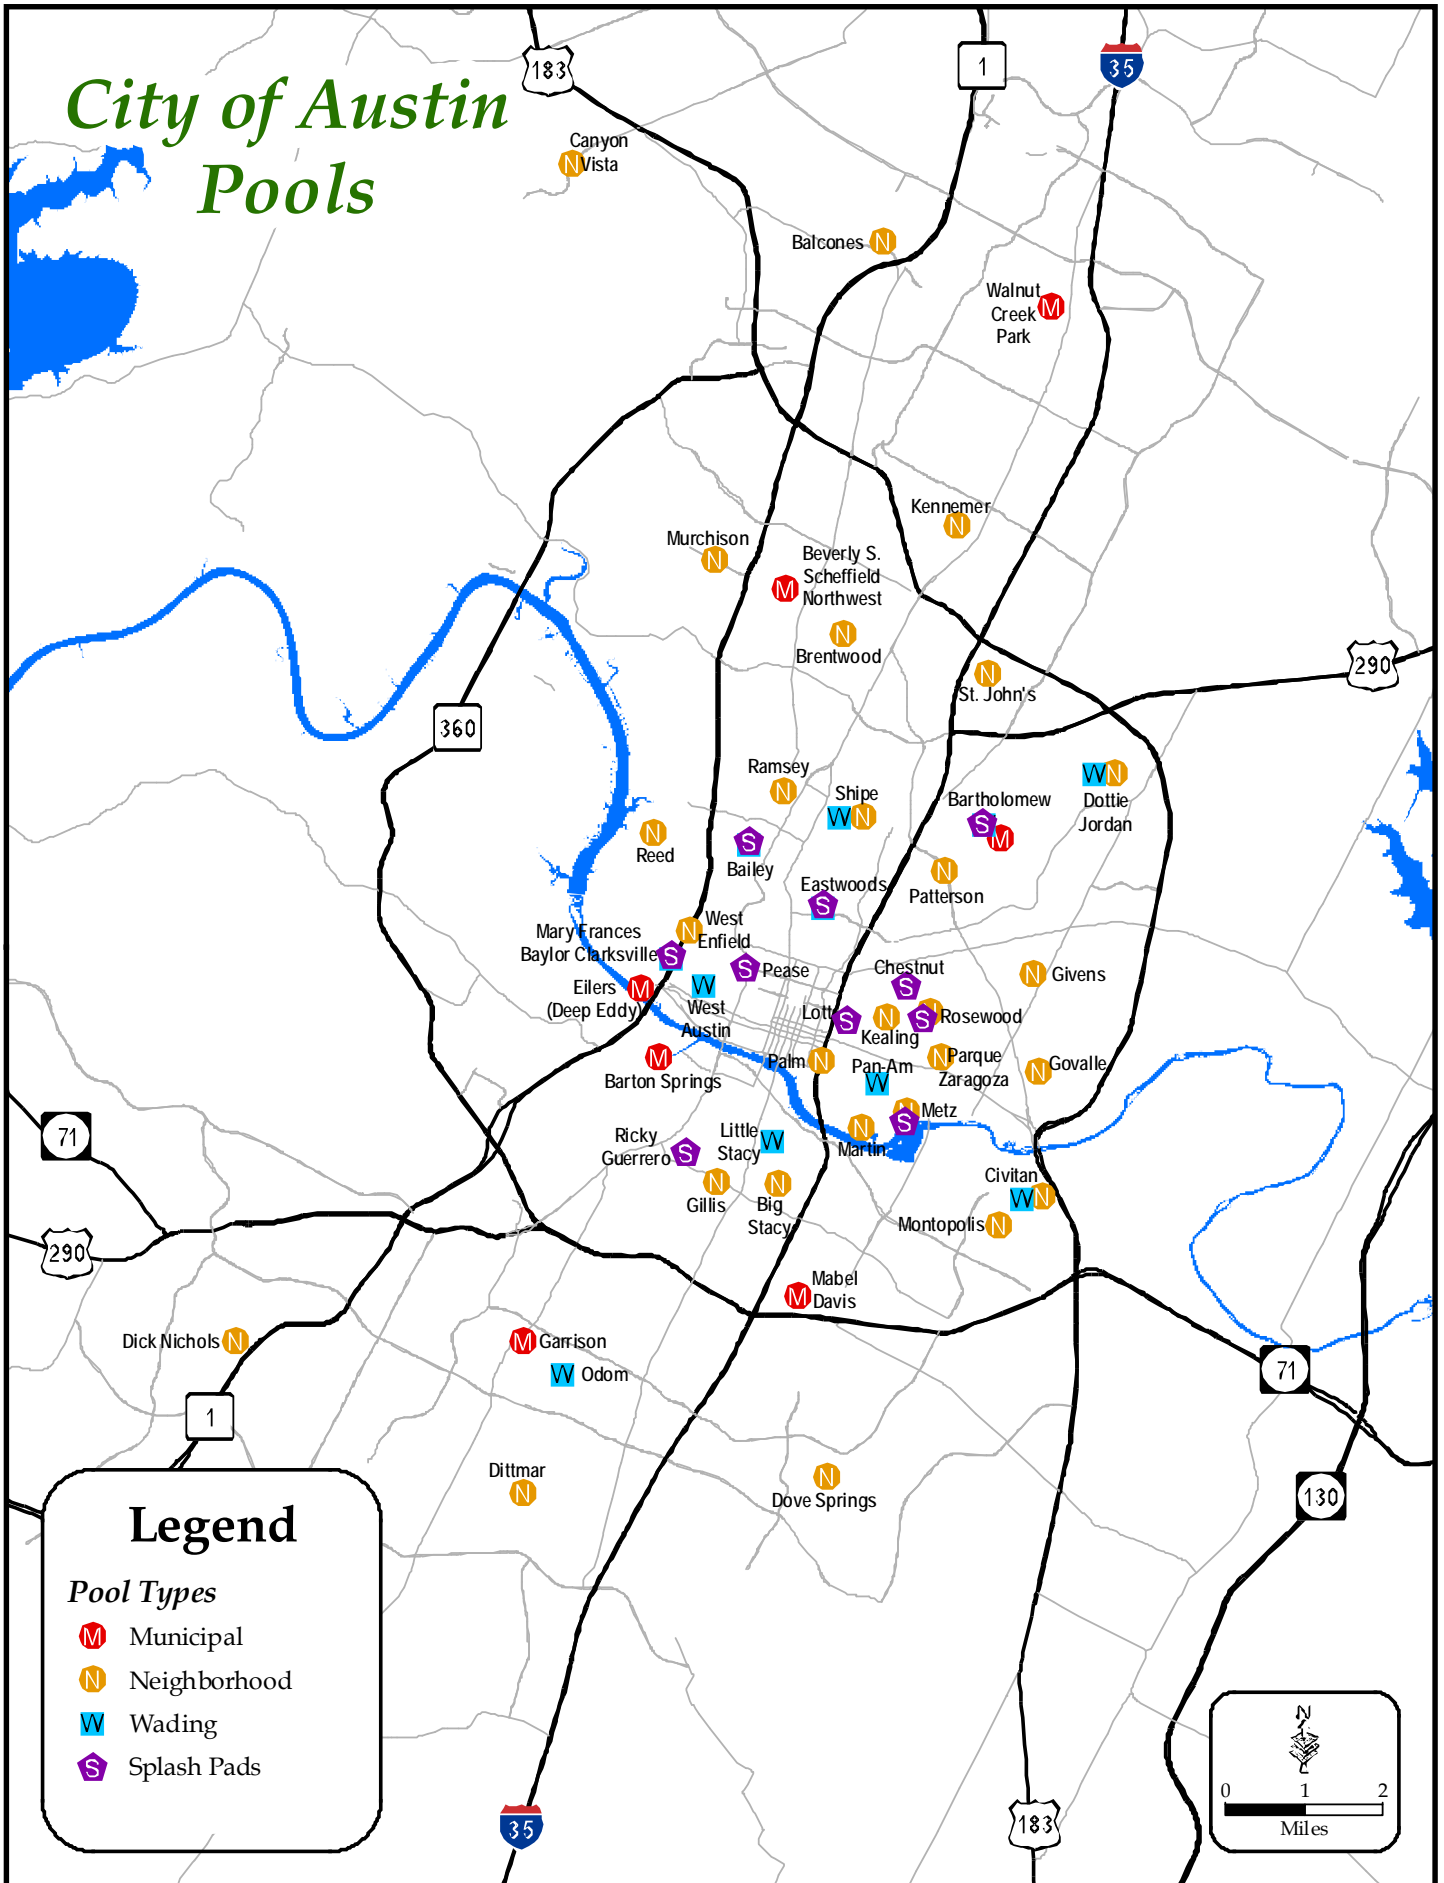 City of Austin
Pools
183
1
35
Canyon
N Vista
Balcones N
Walnut
Creek M
Park
Kennemer
N
Murchison
N
Beverly S.
Scheffield
Northwest
M
N
Brentwood
N
St. John's
290
360
Ramsey
N
Shipe
W N
Bartholomew
S
M
W N
Dottie
Jordan
N
Reed
S
Bailey
Eastwoods
S
N
Patterson
West
N Enfield
Mary Frances
Baylor Clarksville S
S Pease
Chestnut
S
N Givens
Eilers M
(Deep Eddy)
W
West
Austin
Lott S
N
Kealing
N
S Rosewood
M
Barton Springs
Palm N
Pan-Am
W
N Parque
Zaragoza
N Govalle
N Metz
S
N
Martin
71
Ricky
Guerrero S
Little
Stacy W
N
Gillis
N
Big
Stacy
Civitan
W N
Montopolis N
290
M Mabel
Davis
Dick Nichols N
M Garrison
W Odom
71
1
Dittmar
N
N
Dove Springs
130
Legend
Pool Types
M Municipal
N Neighborhood
W Wading
S Splash Pads
N
0 1 2
Miles
35
183